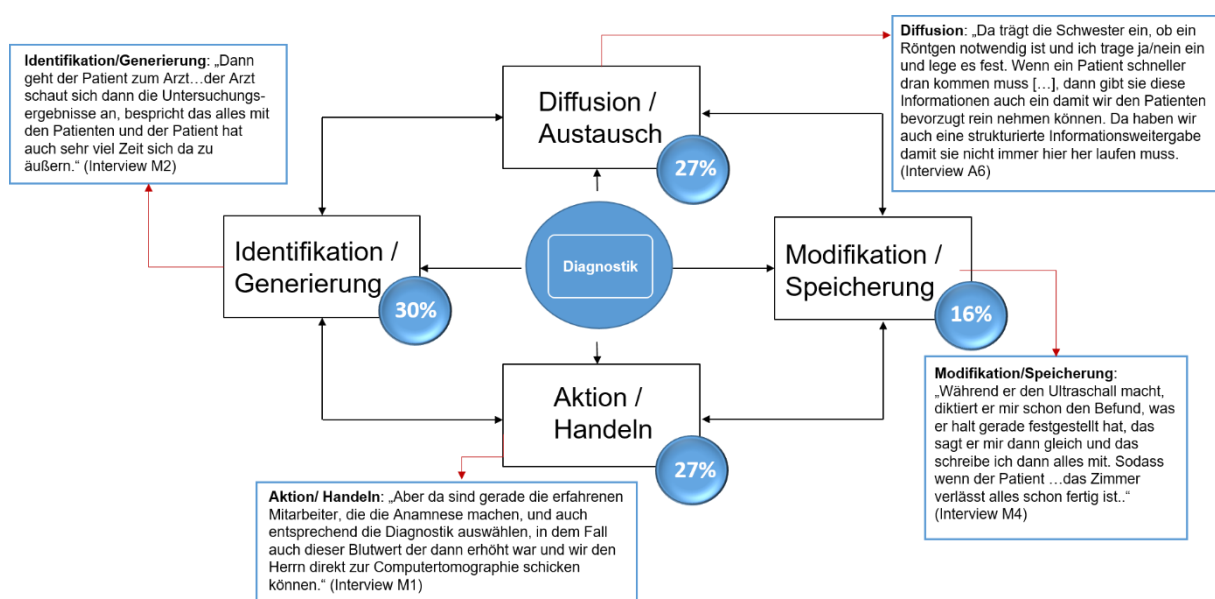 Identifikation/Generierung: „Dann
geht der Patient zum Arzt…der Arzt
schaut sich dann die Untersuchungs-
ergebnisse an, bespricht das alles mit
den Patienten und der Patient hat
auch sehr viel Zeit sich da zu
äußern.“ (Interview M2)
Diffusion /
Austausch
27%
Diffusion: „Da trägt die Schwester ein, ob ein
Röntgen notwendig ist und ich trage ja/nein ein
und lege es fest. Wenn ein Patient schneller
dran kommen muss […], dann gibt sie diese
Informationen auch ein damit wir den Patienten
bevorzugt rein nehmen können. Da haben wir
auch eine strukturierte Informationsweitergabe
damit sie nicht immer hier her laufen muss.
(Interview A6)
Identifikation /
Generierung
30%
Diagnostik
Modifikation /
Speicherung
16%
Aktion /
Handeln
27%
Modifikation/Speicherung:
„Während er den Ultraschall macht,
diktiert er mir schon den Befund, was
er halt gerade festgestellt hat, das
sagt er mir dann gleich und das
schreibe ich dann alles mit. Sodass
wenn der Patient …das Zimmer
verlässt alles schon fertig ist..“
(Interview M4)
Aktion/ Handeln: „Aber da sind gerade die erfahrenen
Mitarbeiter, die die Anamnese machen, und auch
entsprechend die Diagnostik auswählen, in dem Fall
auch dieser Blutwert der dann erhöht war und wir den
Herrn direkt zur Computertomographie schicken
können.“ (Interview M1)